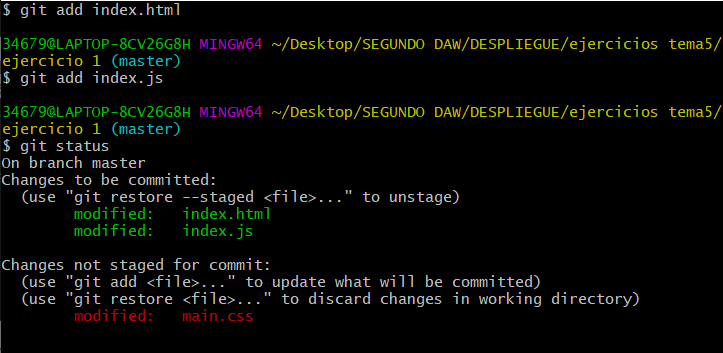 $ git add index.html
34679@LAPTOP-8CV26G8H MINGW64 ~/Desktop/SEGUNDO DAW/DESPLIEGUE/ejercicios tema5/
ejercicio 1 (master)
$ git add index.js
34679@LAPTOP-8CV26G8H MINGW64 ~/Desktop/SEGUNDO DAW/DESPLIEGUE/ejercicios tema5/
ejercicio 1 (master)
$ git status
On branch master
Changes to be committed:
  (use "git restore --staged <file>..." to unstage)
        modified:   index.html
        modified:   index.js
Changes not staged for commit:
  (use "git add <file>..." to update what will be committed)
  (use "git restore <file>..." to discard changes in working directory)
        modified:   main.css